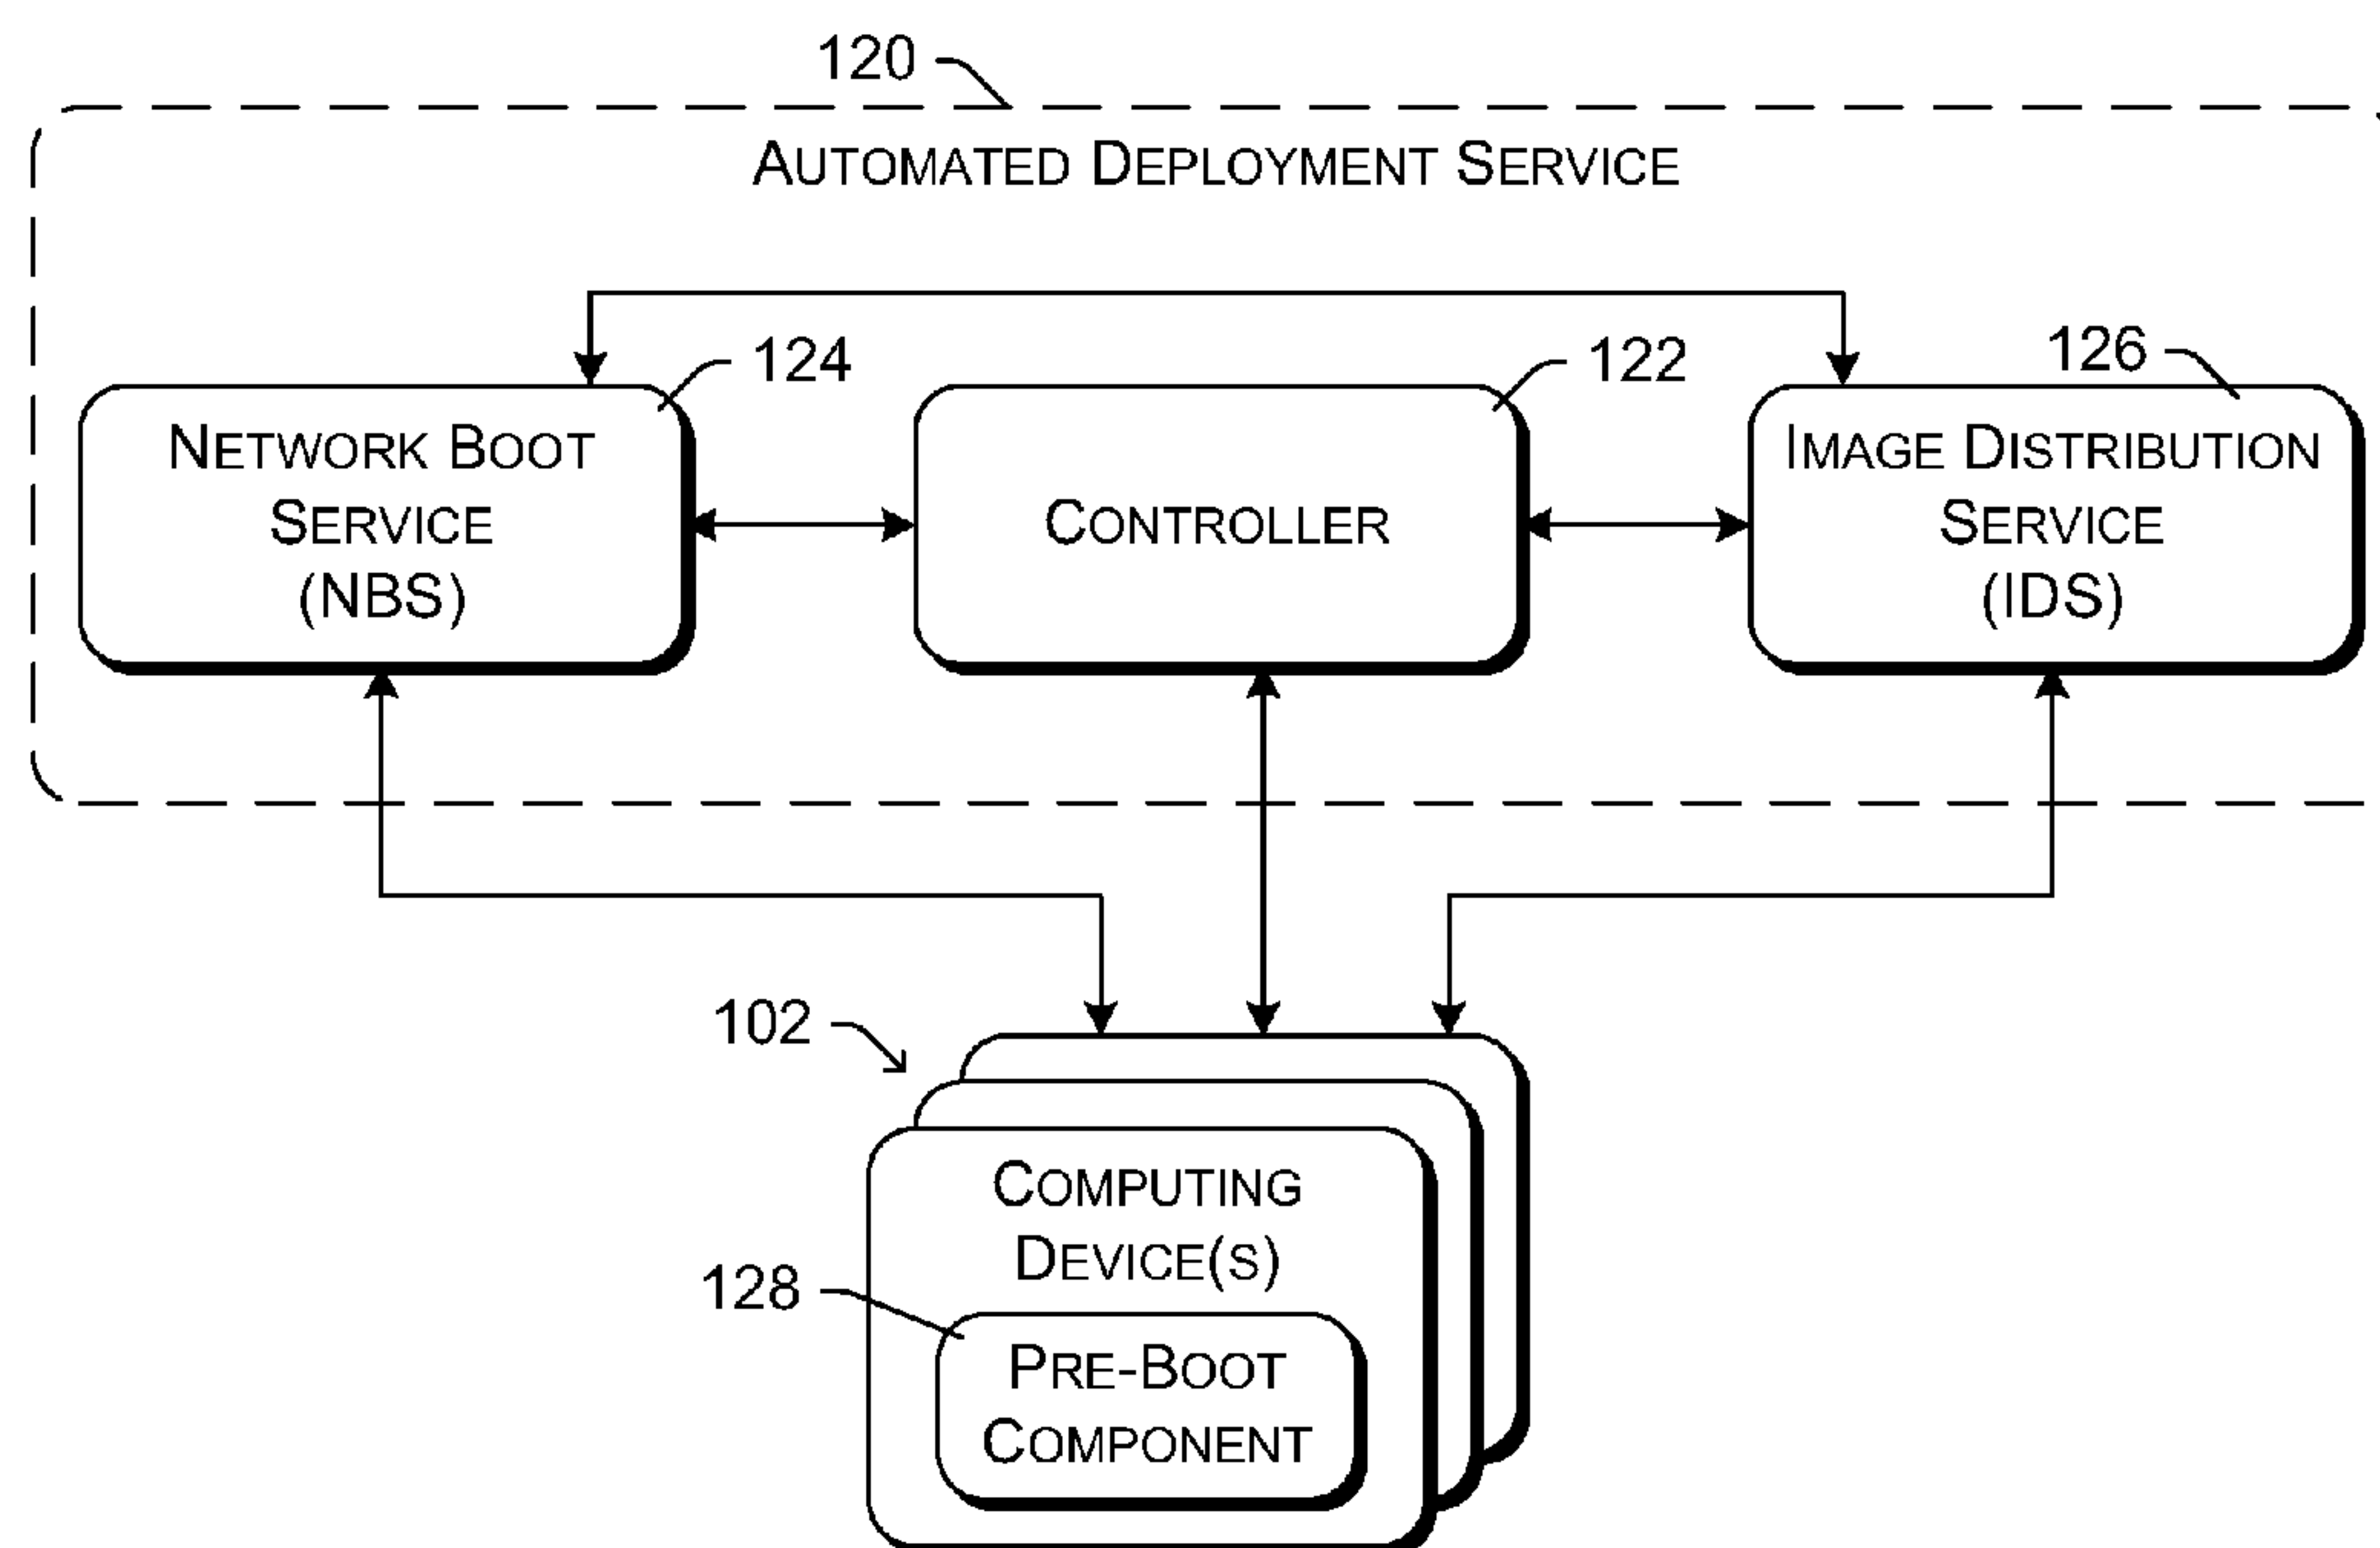 120
AUTOMATED DEPLOYMENT SERVICE
124
122
126
NETWORK BOOT
SERVICE
(NBS)
CONTROLLER
IMAGE DISTRIBUTION
SERVICE
(IDS)
102
COMPUTING
DEVICE(S)
128
PRE-BOOT
COMPONENT